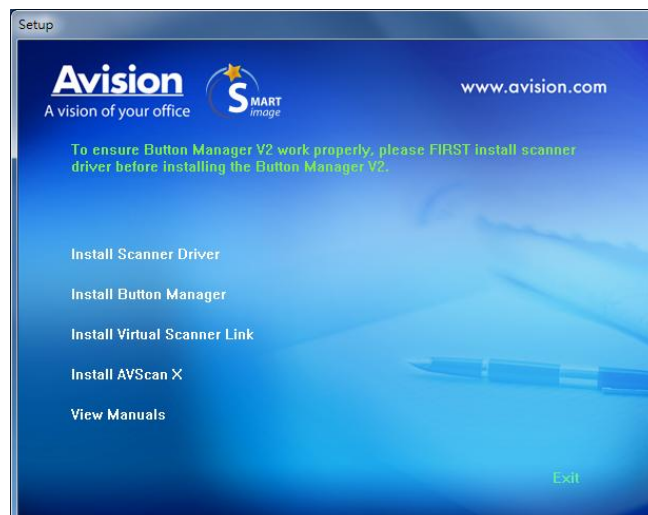 Setup
Avision
A vision of your office
SMART
image
www.avision.com
To ensure Button Manager V2 work properly, please FIRST install scanner
driver before installing the Button Manager V2.
Install Scanner Driver
Install Button Manager
Install Virtual Scanner Link
Install AVScan X
View Manuals
Exit